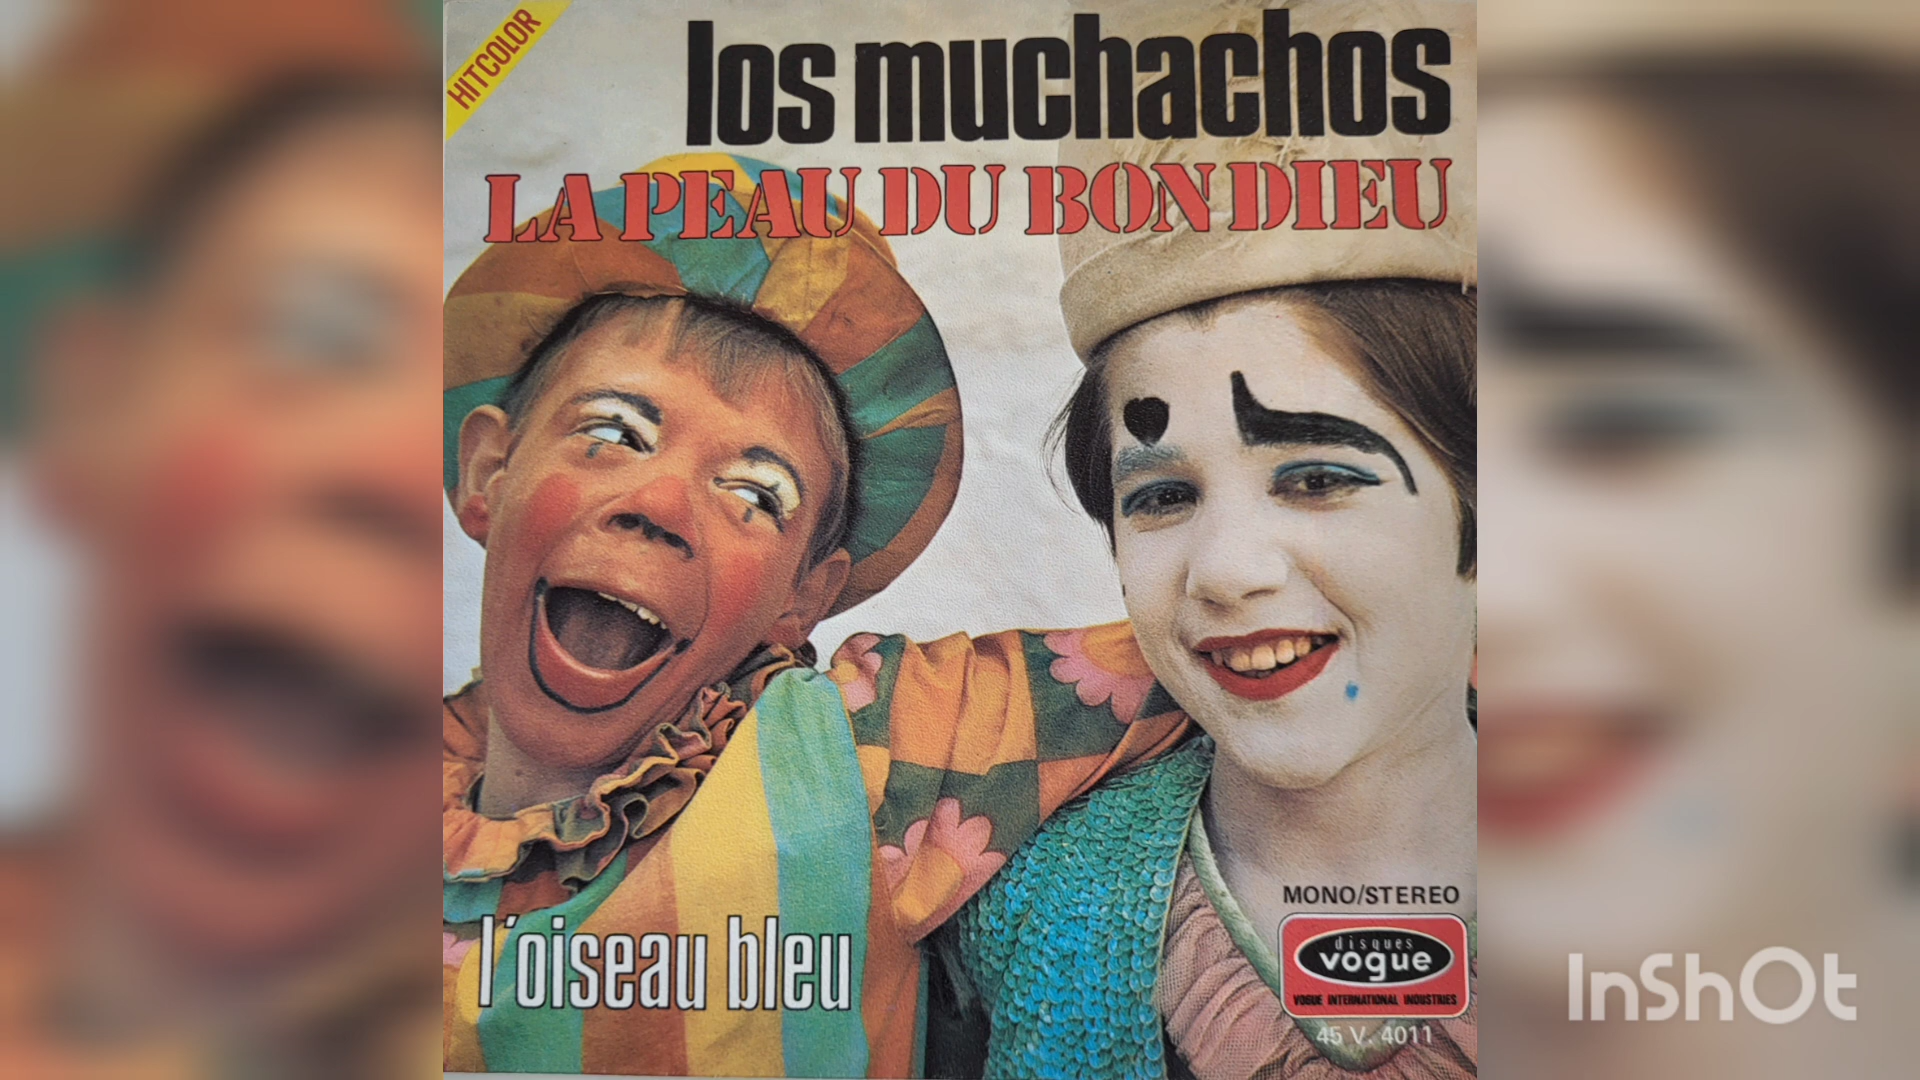 HITCOLOR
los muchachos
LA PEAU DU BON DIEU
l'oiseau bleu
MONO/STEREO
disques
vogue
VOGUE INTERNATIONAL INDUSTRIES
45 V. 4011
InShOt